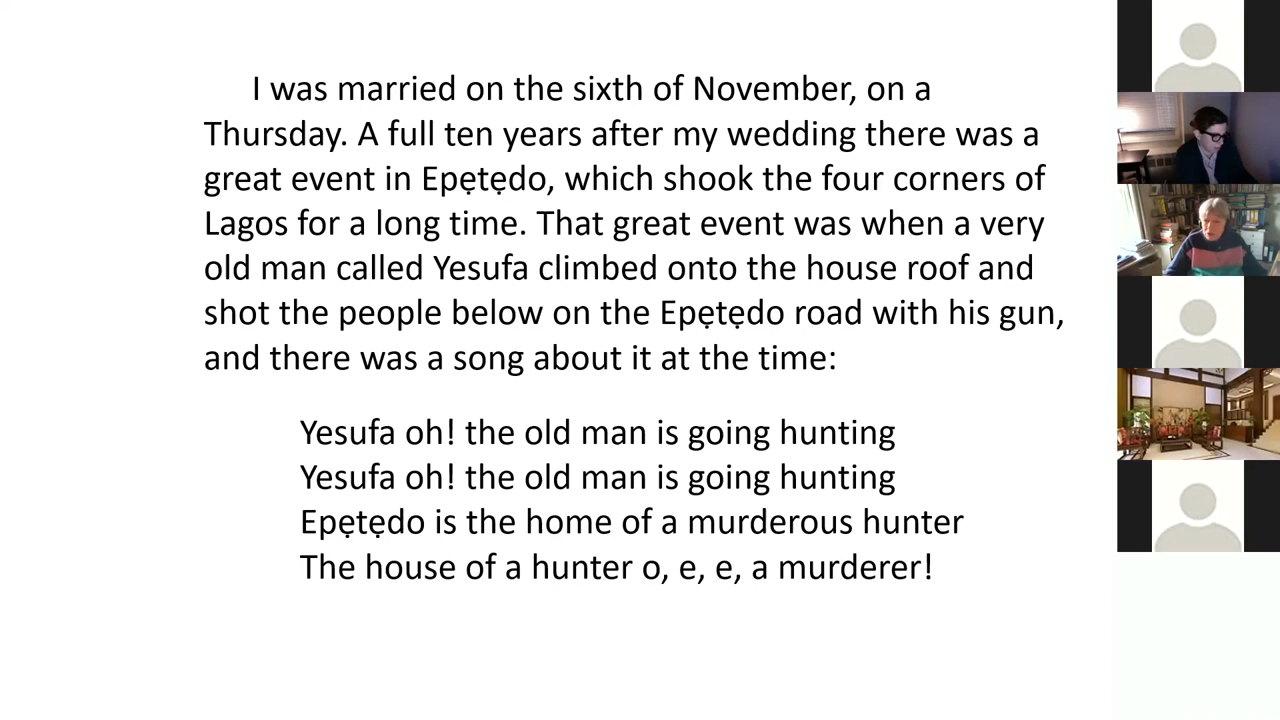 I was married on the sixth of November, on a
Thursday. A full ten years after my wedding there was a
great event in Epẹtẹdo, which shook the four corners of
Lagos for a long time. That great event was when a very
old man called Yesufa climbed onto the house roof and
shot the people below on the Epẹtẹdo road with his gun,
and there was a song about it at the time:
Yesufa oh! the old man is going hunting
Yesufa oh! the old man is going hunting
Epẹtẹdo is the home of a murderous hunter
The house of a hunter o, e, e, a murderer!